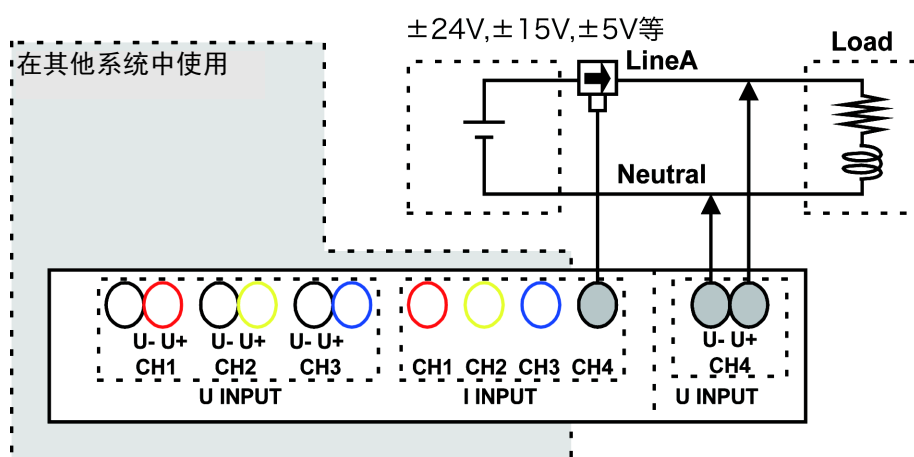 ±24V,±15V,±5V等
在其他系统中使用
LineA
Load
Neutral
U- U+ U- U+ U- U+
CH1 CH2 CH3
U INPUT
CH1 CH2 CH3 CH4
I INPUT
U- U+
CH4
U INPUT